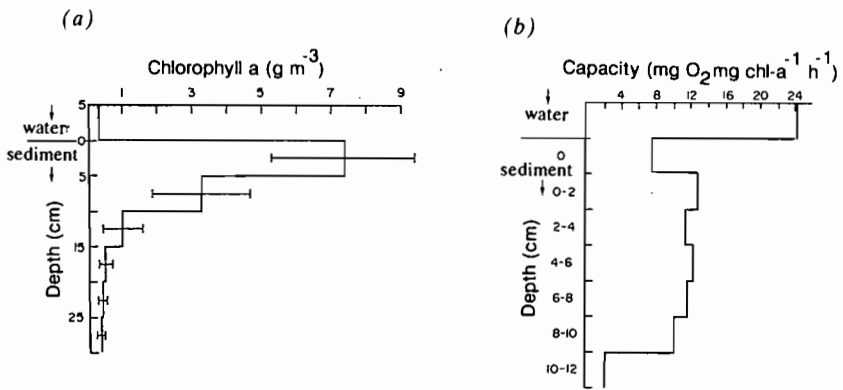 (a)
Chlorophyll a (g m⁻³)
1 3 5 7 9
5
water
0
sediment
5
15
25
Depth (cm)
(b)
Capacity (mg O₂ mg chl-a⁻¹ h⁻¹)
4 8 12 16 20 24
5
water
0
sediment
0-2
2-4
4-6
6-8
8-10
10-12
Depth (cm)